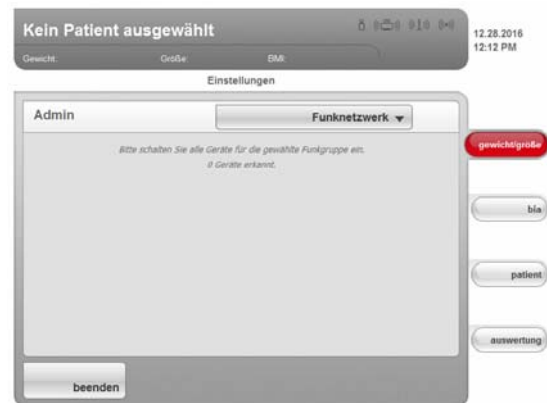 Kein Patient ausgewählt
12.28.2016
12:12 PM
Gewicht: Größe: BMI:
Einstellungen
Admin Funknetzwerk
Bitte schalten Sie alle Geräte für die gewählte Funkgruppe ein.
0 Geräte erkannt.
gewicht/größe
bia
patient
auswertung
beenden